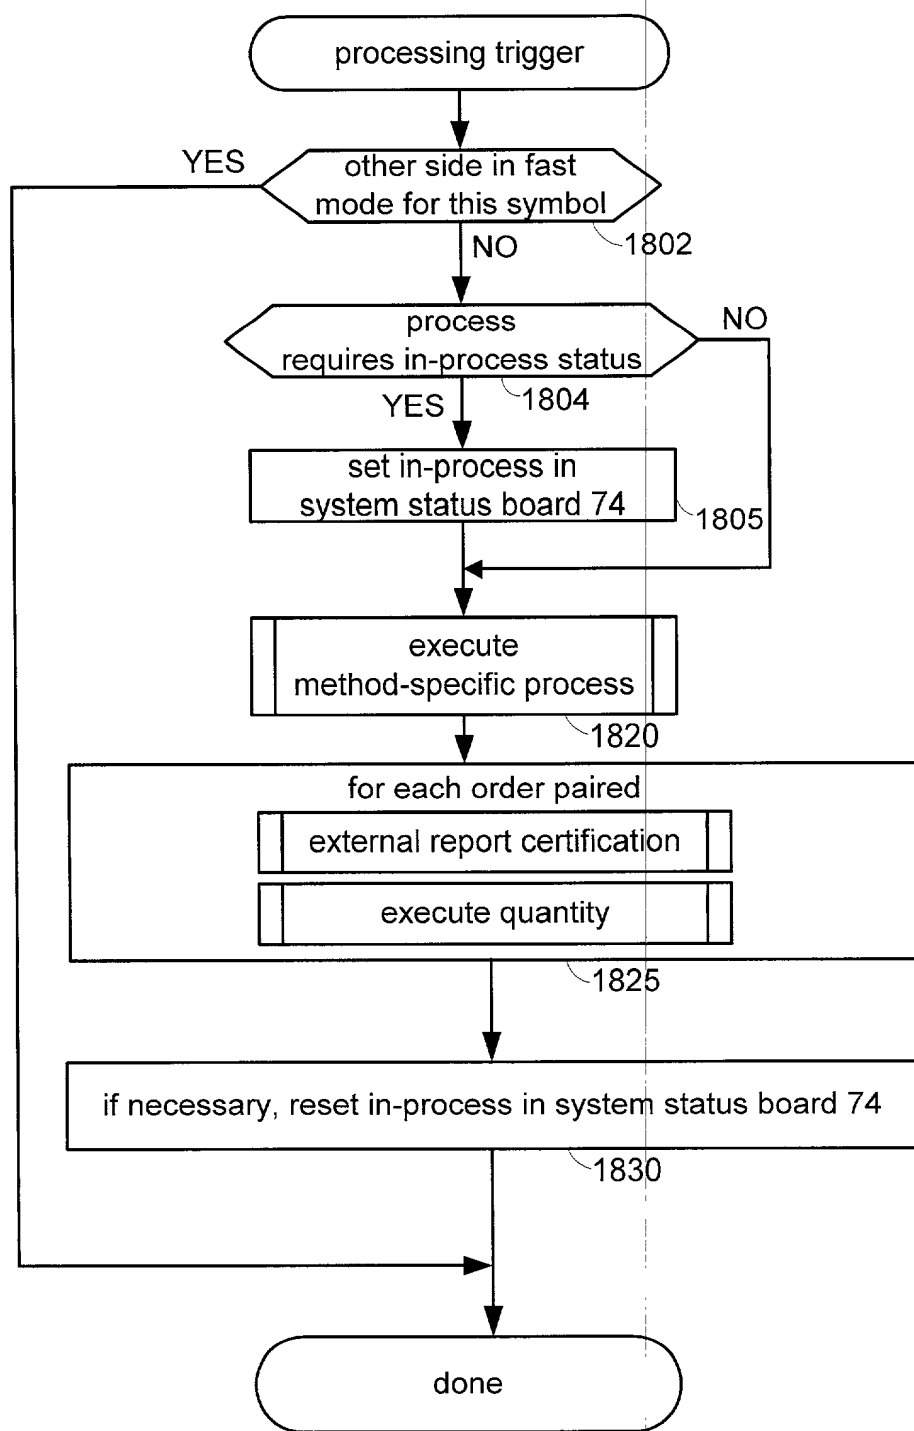 processing trigger
YES
other side in fast
mode for this symbol
1802
NO
process
requires in-process status
NO
1804
YES
set in-process in
system status board 74
1805
execute
method-specific process
1820
for each order paired
external report certification
execute quantity
1825
if necessary, reset in-process in system status board 74
1830
done